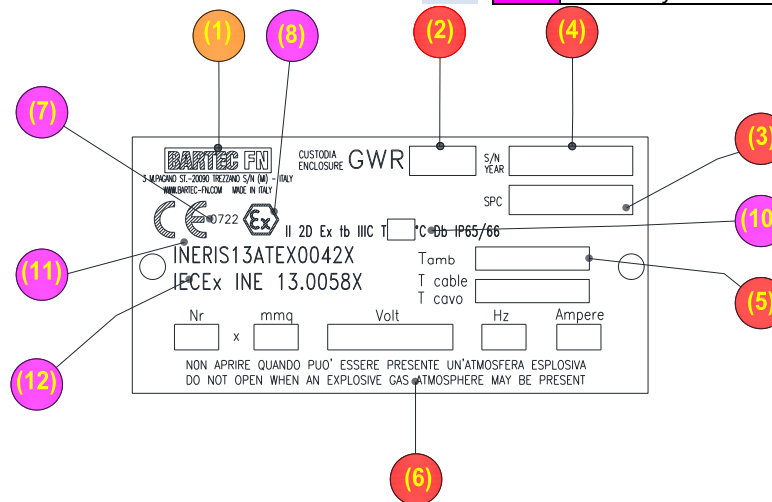 (1)
(8)
(2)
(4)
(7)
(3)
BARTEC FN
CUSTODIA
ENCLOSURE
GWR
S/N
YEAR
3 M.PAGANO ST.-20090 TREZZANO S/N (MI) - ITALY
WWW.BARTEC-FN.COM MADE IN ITALY
SPC
CE 0722 Ex
II 2D Ex tb IIIC T °C Db IP65/66
(10)
INERIS13ATEX0042X
Tamb
(11)
IECEx INE 13.0058X
T cable
T cavo
(5)
Nr x mmq Volt Hz Ampere
NON APRIRE QUANDO PUO' ESSERE PRESENTE UN'ATMOSFERA ESPLOSIVA
DO NOT OPEN WHEN AN EXPLOSIVE GAS ATMOSPHERE MAY BE PRESENT
(12)
(6)